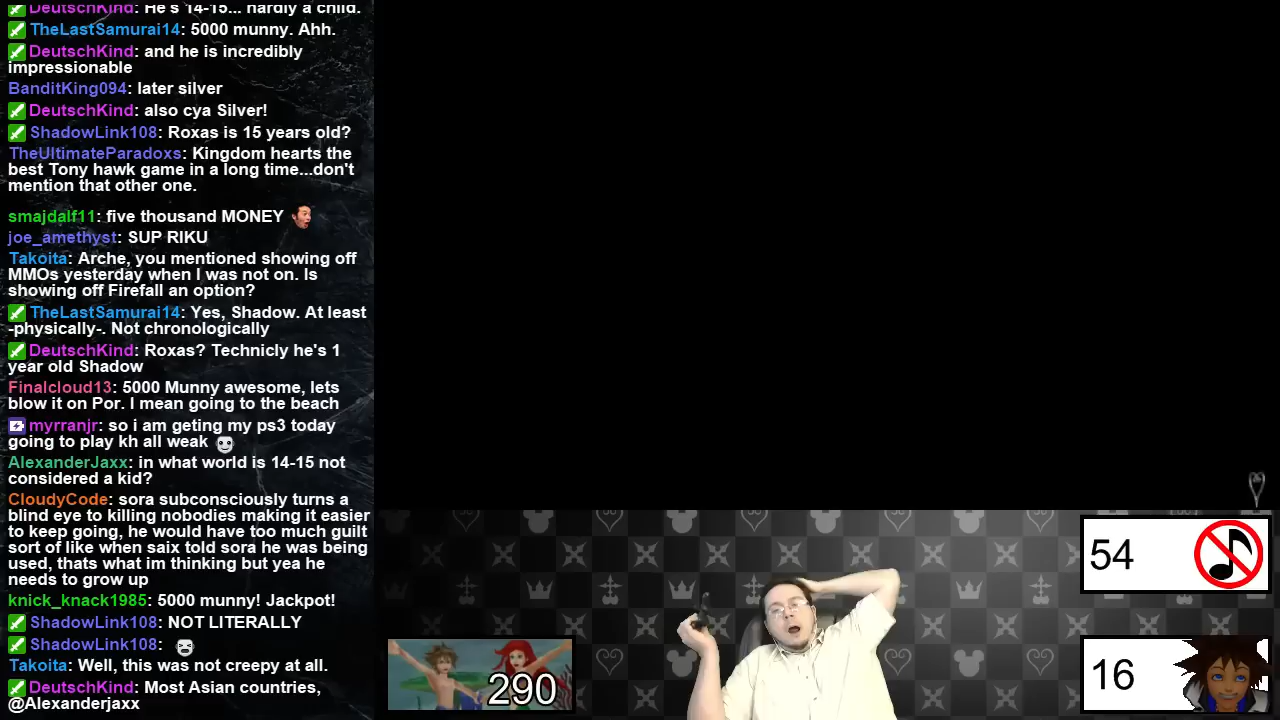 DeutschKind: He's 14-15... hardly a child.
TheLastSamurai14: 5000 munny. Ahh.
DeutschKind: and he is incredibly
impressionable
BanditKing094: later silver
DeutschKind: also cya Silver!
ShadowLink108: Roxas is 15 years old?
TheUltimateParadoxs: Kingdom hearts the
best Tony hawk game in a long time...don't
mention that other one.
smajdalf11: five thousand MONEY
joe_amethyst: SUP RIKU
Takoita: Arche, you mentioned showing off
MMOs yesterday when I was not on. Is
showing off Firefall an option?
TheLastSamurai14: Yes, Shadow. At least
-physically-. Not chronologically
DeutschKind: Roxas? Technicly he's 1
year old Shadow
Finalcloud13: 5000 Munny awesome, lets
blow it on Por. I mean going to the beach
myrranjr: so i am geting my ps3 today
going to play kh all weak
AlexanderJaxx: in what world is 14-15 not
considered a kid?
CloudyCode: sora subconsciously turns a
blind eye to killing nobodies making it easier
to keep going, he would have too much guilt
sort of like when saix told sora he was being
used, thats what im thinking but yea he
needs to grow up
knick_knack1985: 5000 munny! Jackpot!
ShadowLink108: NOT LITERALLY
ShadowLink108:
Takoita: Well, this was not creepy at all.
DeutschKind: Most Asian countries,
@Alexanderjaxx
290
54
16